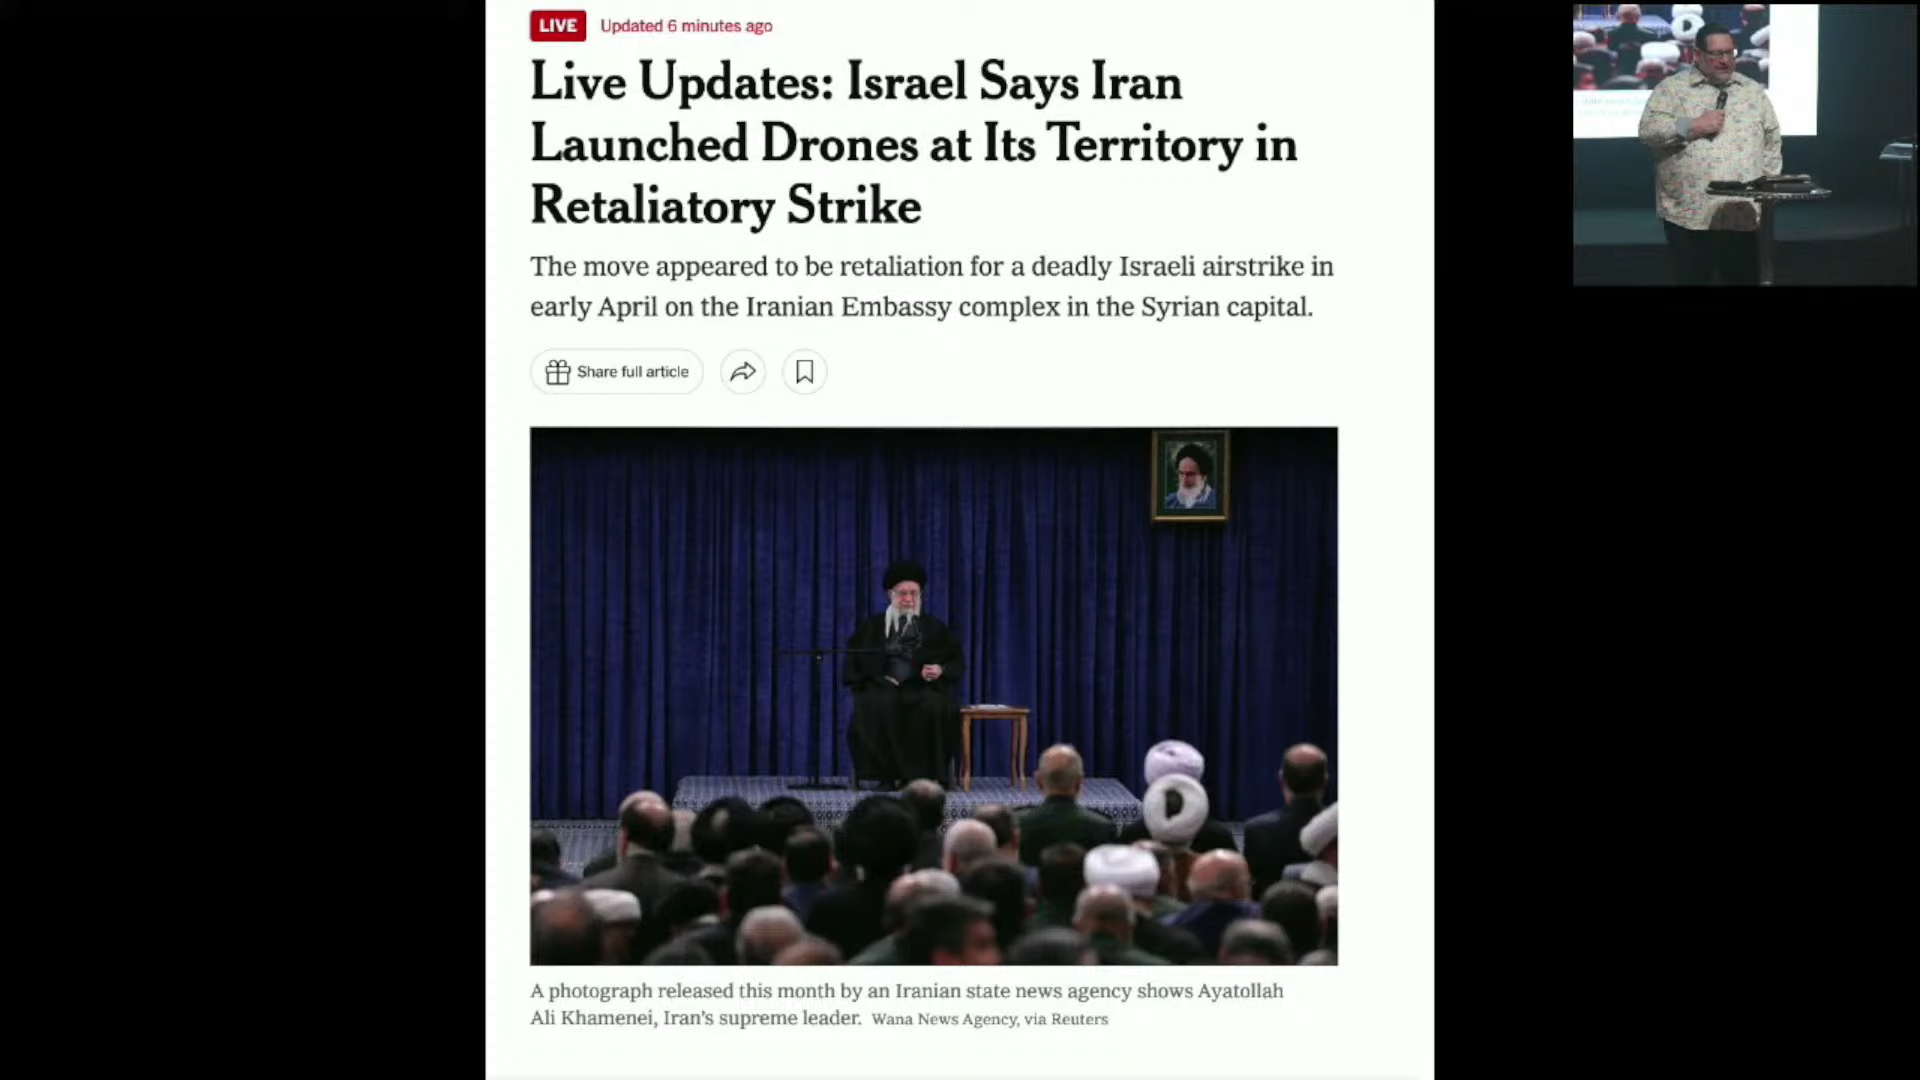 LIVE Updated 6 minutes ago
Live Updates: Israel Says Iran
Launched Drones at Its Territory in
Retaliatory Strike
The move appeared to be retaliation for a deadly Israeli airstrike in
early April on the Iranian Embassy complex in the Syrian capital.
Share full article
A photograph released this month by an Iranian state news agency shows Ayatollah
Ali Khamenei, Iran's supreme leader. Wana News Agency, via Reuters